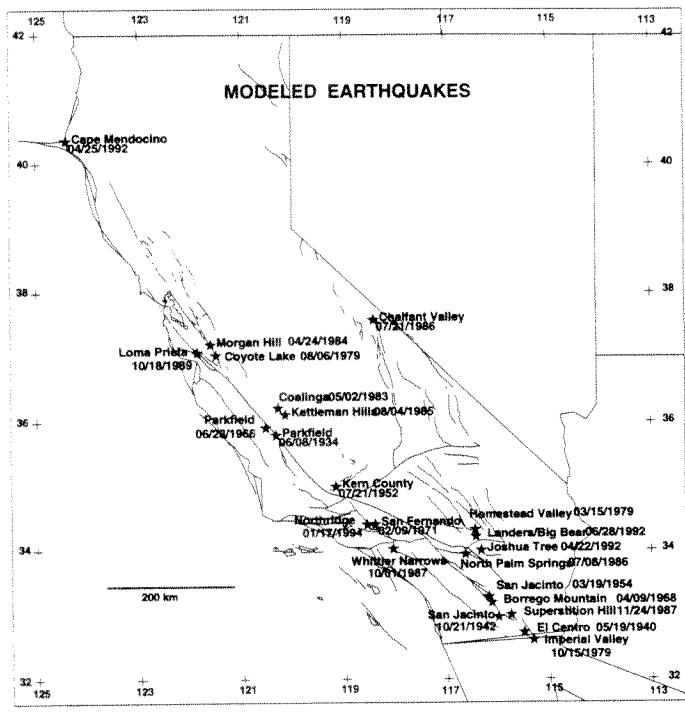 125 123 121 119 117 115 113
42 42
MODELED EARTHQUAKES
Cape Mendocino
04/25/1992
40 40
38 38
Chalfant Valley
07/21/1986
Morgan Hill 04/24/1984
Loma Prieta
Coyote Lake 08/06/1979
10/18/1989
Coalinga 05/02/1983
Kettleman Hills 08/04/1985
36 36
Parkfield
06/28/1966
Parkfield
06/08/1934
Kern County
07/21/1952
Homestead Valley 03/15/1979
Northridge
01/17/1994
San Fernando
02/09/1971
Landers/Big Bear 06/28/1992
34 34
Joshua Tree 04/22/1992
Whittier Narrows
10/01/1987
North Palm Springs 07/08/1986
San Jacinto 03/19/1954
200 km
Borrego Mountain 04/09/1968
Superstition Hill 11/24/1987
San Jacinto
10/21/1942
El Centro 05/19/1940
Imperial Valley
10/15/1979
32 32
125 123 121 119 117 115 113